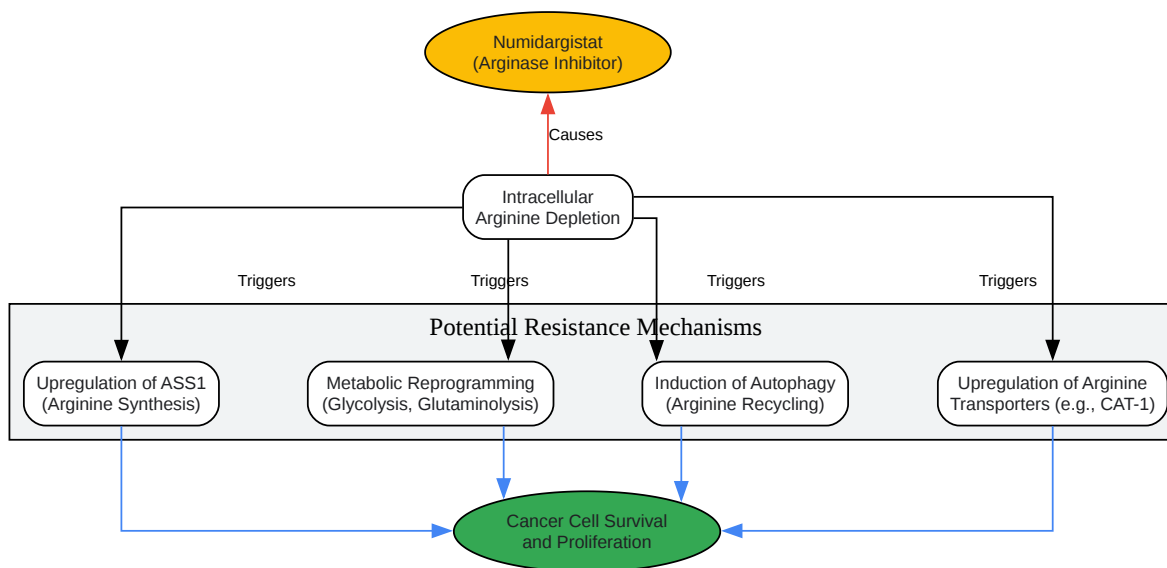 Numidargistat
(Arginase Inhibitor)
Causes
Intracellular
Arginine Depletion
Triggers
Triggers
Triggers
Triggers
Potential Resistance Mechanisms
Upregulation of ASS1
(Arginine Synthesis)
Metabolic Reprogramming
(Glycolysis, Glutaminolysis)
Induction of Autophagy
(Arginine Recycling)
Upregulation of Arginine
Transporters (e.g., CAT-1)
Cancer Cell Survival
and Proliferation